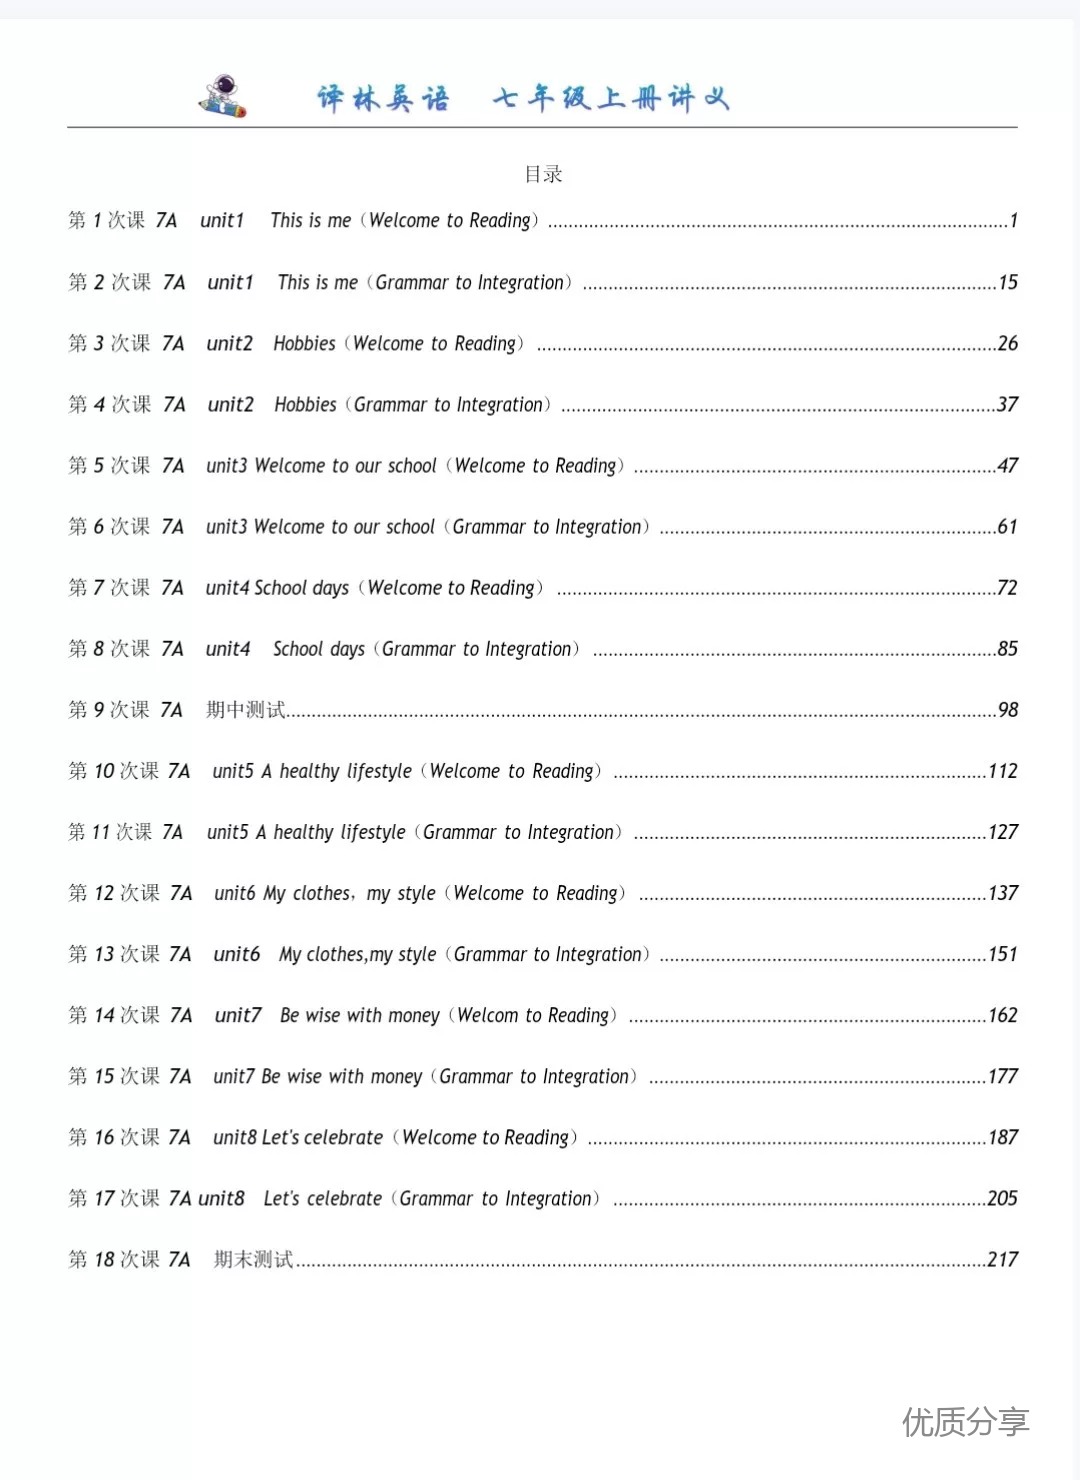 译林英语 七年级上册讲义
目录
第 1 次课 7A unit1 This is me（Welcome to Reading）1
第 2 次课 7A unit1 This is me（Grammar to Integration）15
第 3 次课 7A unit2 Hobbies（Welcome to Reading）26
第 4 次课 7A unit2 Hobbies（Grammar to Integration）37
第 5 次课 7A unit3 Welcome to our school（Welcome to Reading）47
第 6 次课 7A unit3 Welcome to our school（Grammar to Integration）61
第 7 次课 7A unit4 School days（Welcome to Reading）72
第 8 次课 7A unit4 School days（Grammar to Integration）85
第 9 次课 7A 期中测试98
第 10 次课 7A unit5 A healthy lifestyle（Welcome to Reading）112
第 11 次课 7A unit5 A healthy lifestyle（Grammar to Integration）127
第 12 次课 7A unit6 My clothes，my style（Welcome to Reading）137
第 13 次课 7A unit6 My clothes,my style（Grammar to Integration）151
第 14 次课 7A unit7 Be wise with money（Welcom to Reading）162
第 15 次课 7A unit7 Be wise with money（Grammar to Integration）177
第 16 次课 7A unit8 Let's celebrate（Welcome to Reading）187
第 17 次课 7A unit8 Let's celebrate（Grammar to Integration）205
第 18 次课 7A 期末测试217
优质分享